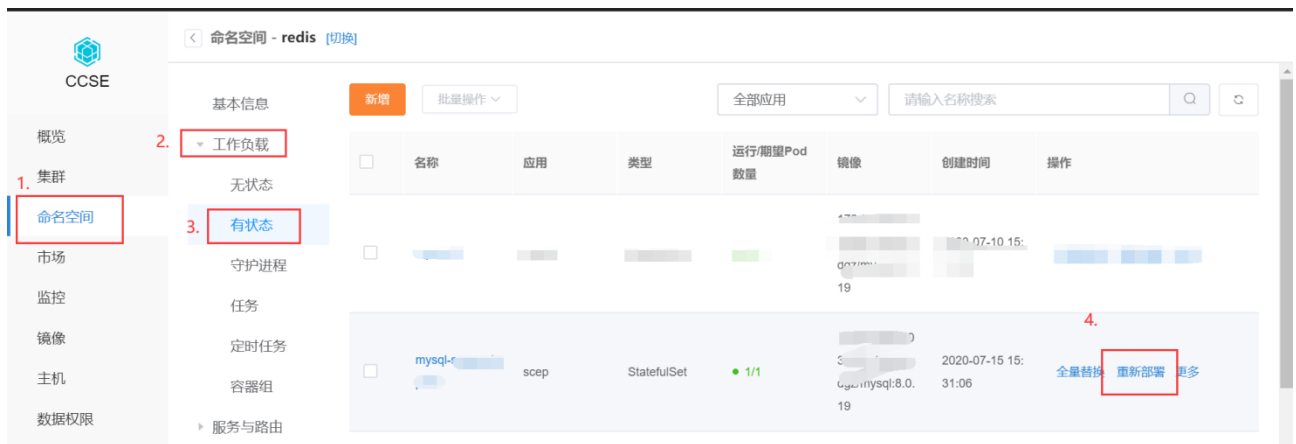 命名空间 - redis [切换]
CCSE
概览
集群
1.
命名空间
市场
监控
镜像
主机
数据权限
基本信息
2.
工作负载
无状态
3.
有状态
守护进程
任务
定时任务
容器组
服务与路由
新增
批量操作
全部应用
请输入名称搜索
名称
应用
类型
运行/期望Pod
数量
镜像
创建时间
操作
07-10 15:
19
4.
scep
StatefulSet
1/1
mysql:8.0.
19
2020-07-15 15:
31:06
全量替换
重新部署
更多